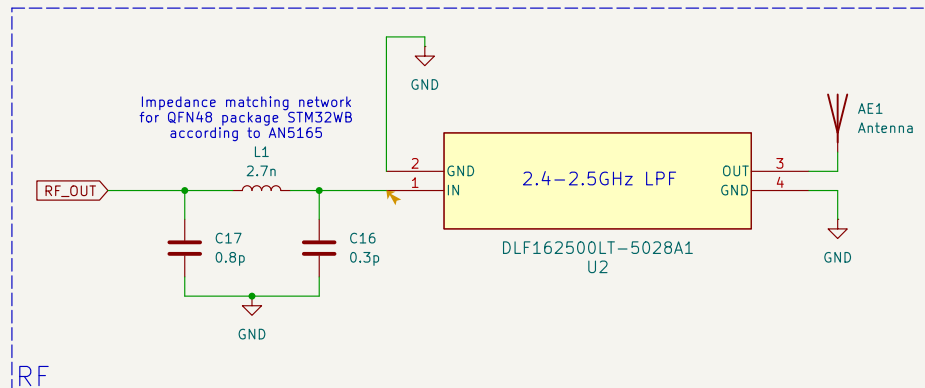 GND
Impedance matching network
for QFN48 package STM32WB
according to AN5165
L1
2.7n
RF_OUT
C17
0.8p
C16
0.3p
GND
2
GND
1
IN
2.4-2.5GHz LPF
OUT
3
GND
4
DLF162500LT-5028A1
U2
AE1
Antenna
GND
RF